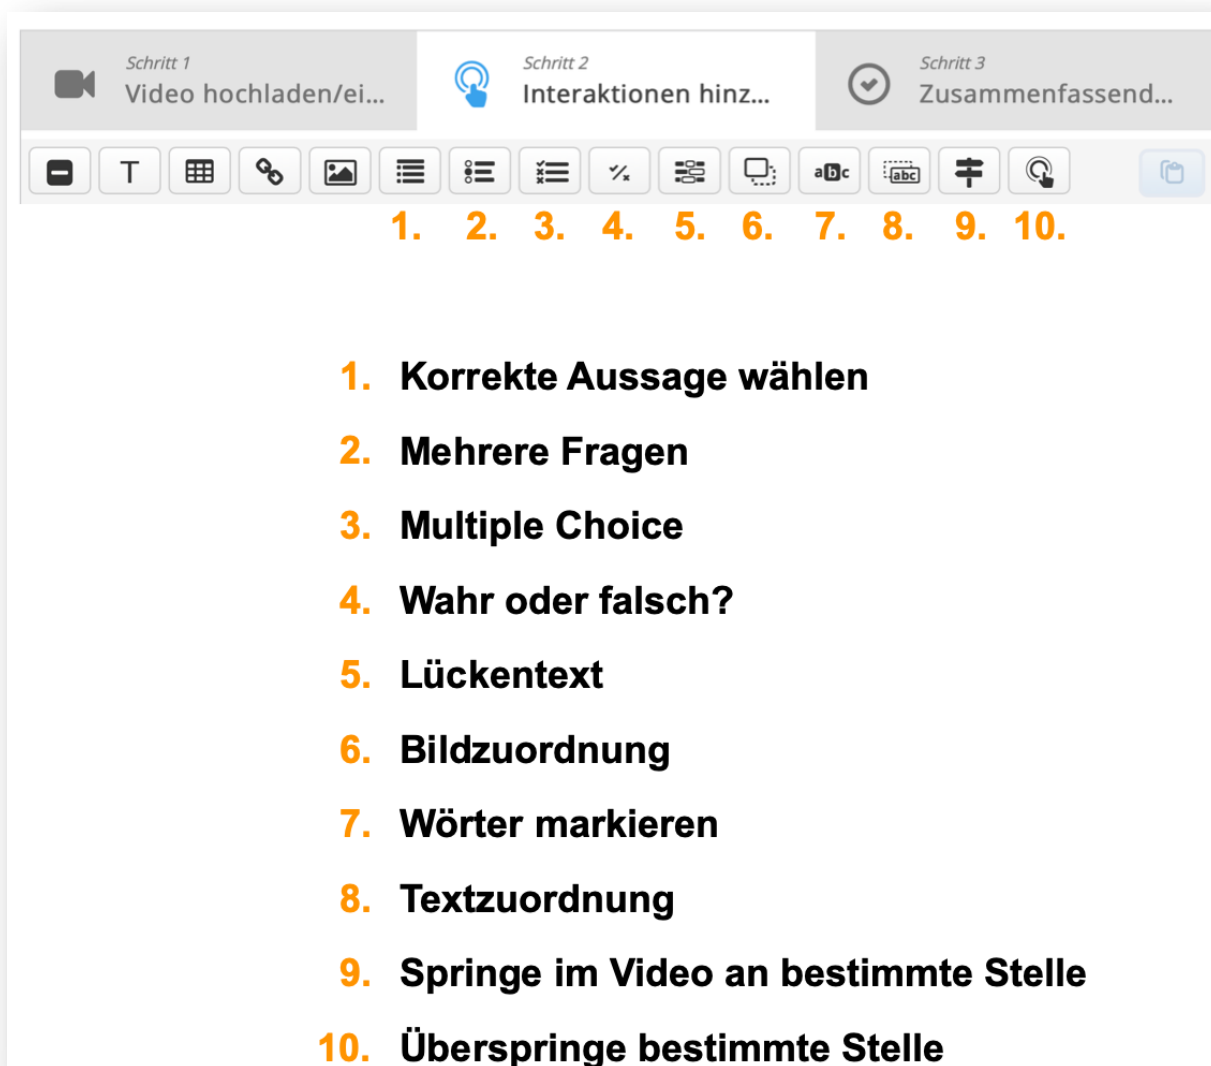 Schritt 1
Video hochladen/ei...
Schritt 2
Interaktionen hinz...
Schritt 3
Zusammenfassend...
T
abc
abc
1. 2. 3. 4. 5. 6. 7. 8. 9. 10.
1. Korrekte Aussage wählen
2. Mehrere Fragen
3. Multiple Choice
4. Wahr oder falsch?
5. Lückentext
6. Bildzuordnung
7. Wörter markieren
8. Textzuordnung
9. Springe im Video an bestimmte Stelle
10. Überspringe bestimmte Stelle